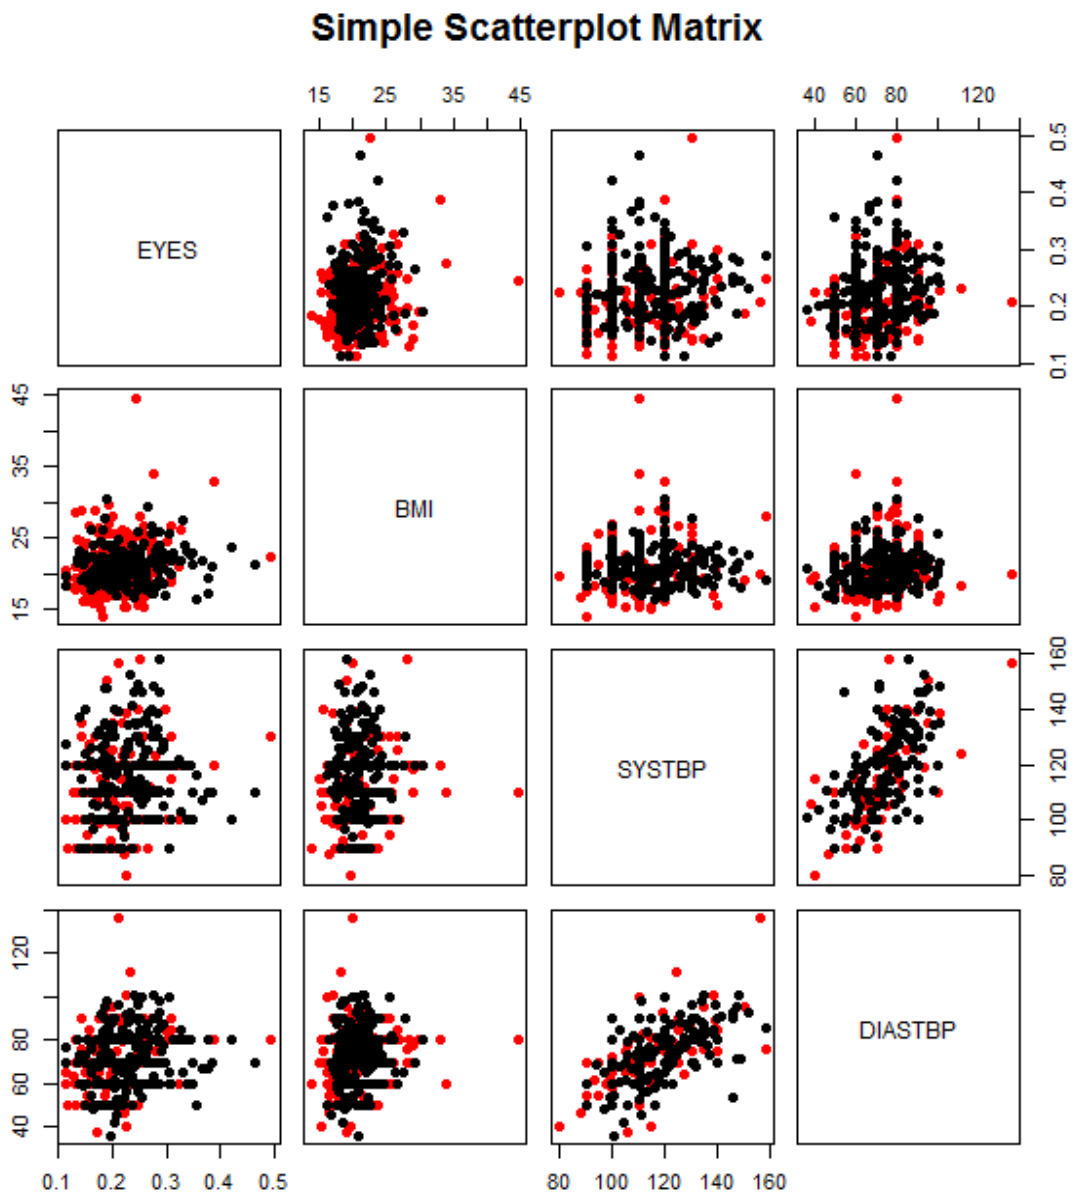 Simple Scatterplot Matrix
15 25 35 45 40 60 80 120
EYES
0.1 0.2 0.3 0.4 0.5
15 25 35 45
BMI
SYSTBP
80 100 120 140 160
40 60 80 120
DIASTBP
0.1 0.2 0.3 0.4 0.5 80 100 120 140 160